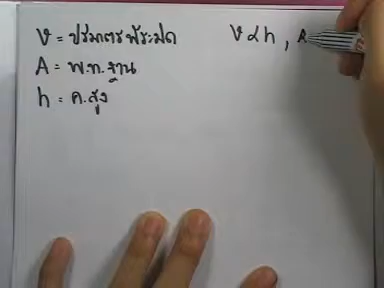 V = ปริมาตรพีระมิด
A = พ.ท. ฐาน
h = ค. สูง
V ∝ h , A